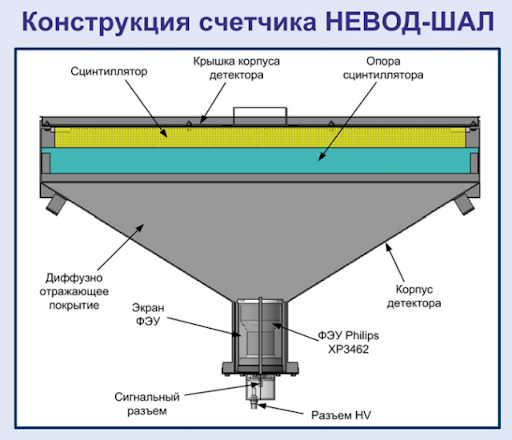 Конструкция счетчика НЕВОД-ШАЛ
Сцинтиллятор
Крышка корпуса
детектора
Опора
сцинтиллятора
Диффузно
отражающее
покрытие
Экран
ФЭУ
ФЭУ Philips
XP3462
Корпус
детектора
Сигнальный
разъем
Разъем HV